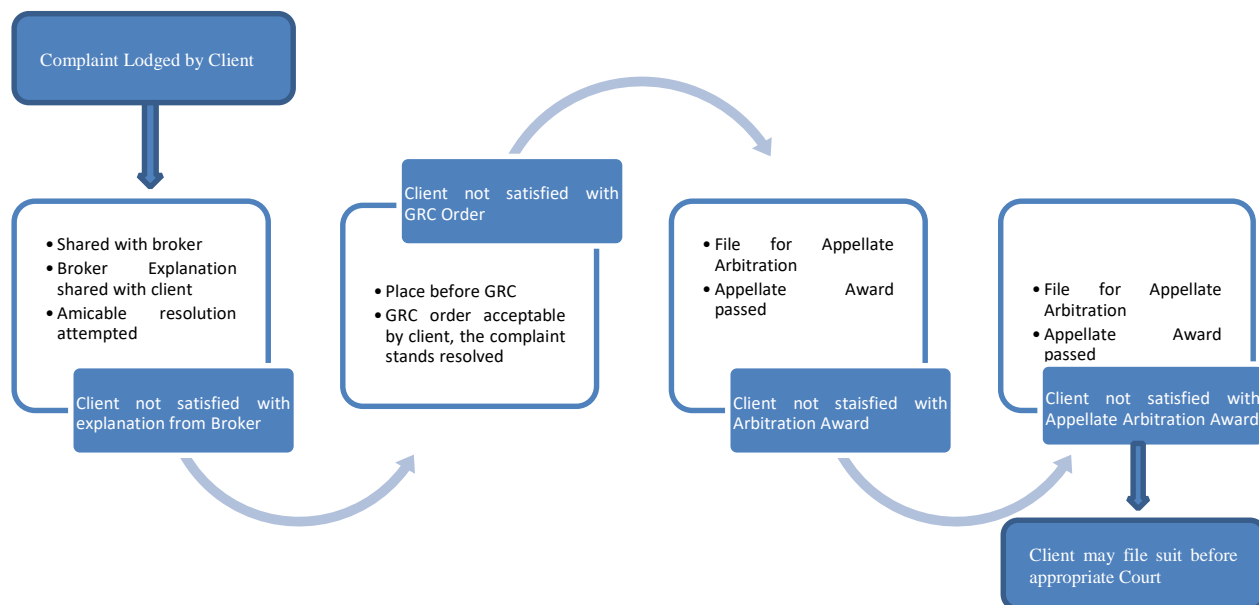 Complaint Lodged by Client
• Shared with broker
• Broker Explanation
shared with client
• Amicable resolution
attempted
Client not satisfied with
explanation from Broker
Client not satisfied with
GRC Order
• Place before GRC
• GRC order acceptable
by client, the complaint
stands resolved
• File for Appellate
Arbitration
• Appellate Award
passed
Client not staisfied with
Arbitration Award
• File for Appellate
Arbitration
• Appellate Award
passed
Client not satisfied with
Appellate Arbitration Award
Client may file suit before
appropriate Court